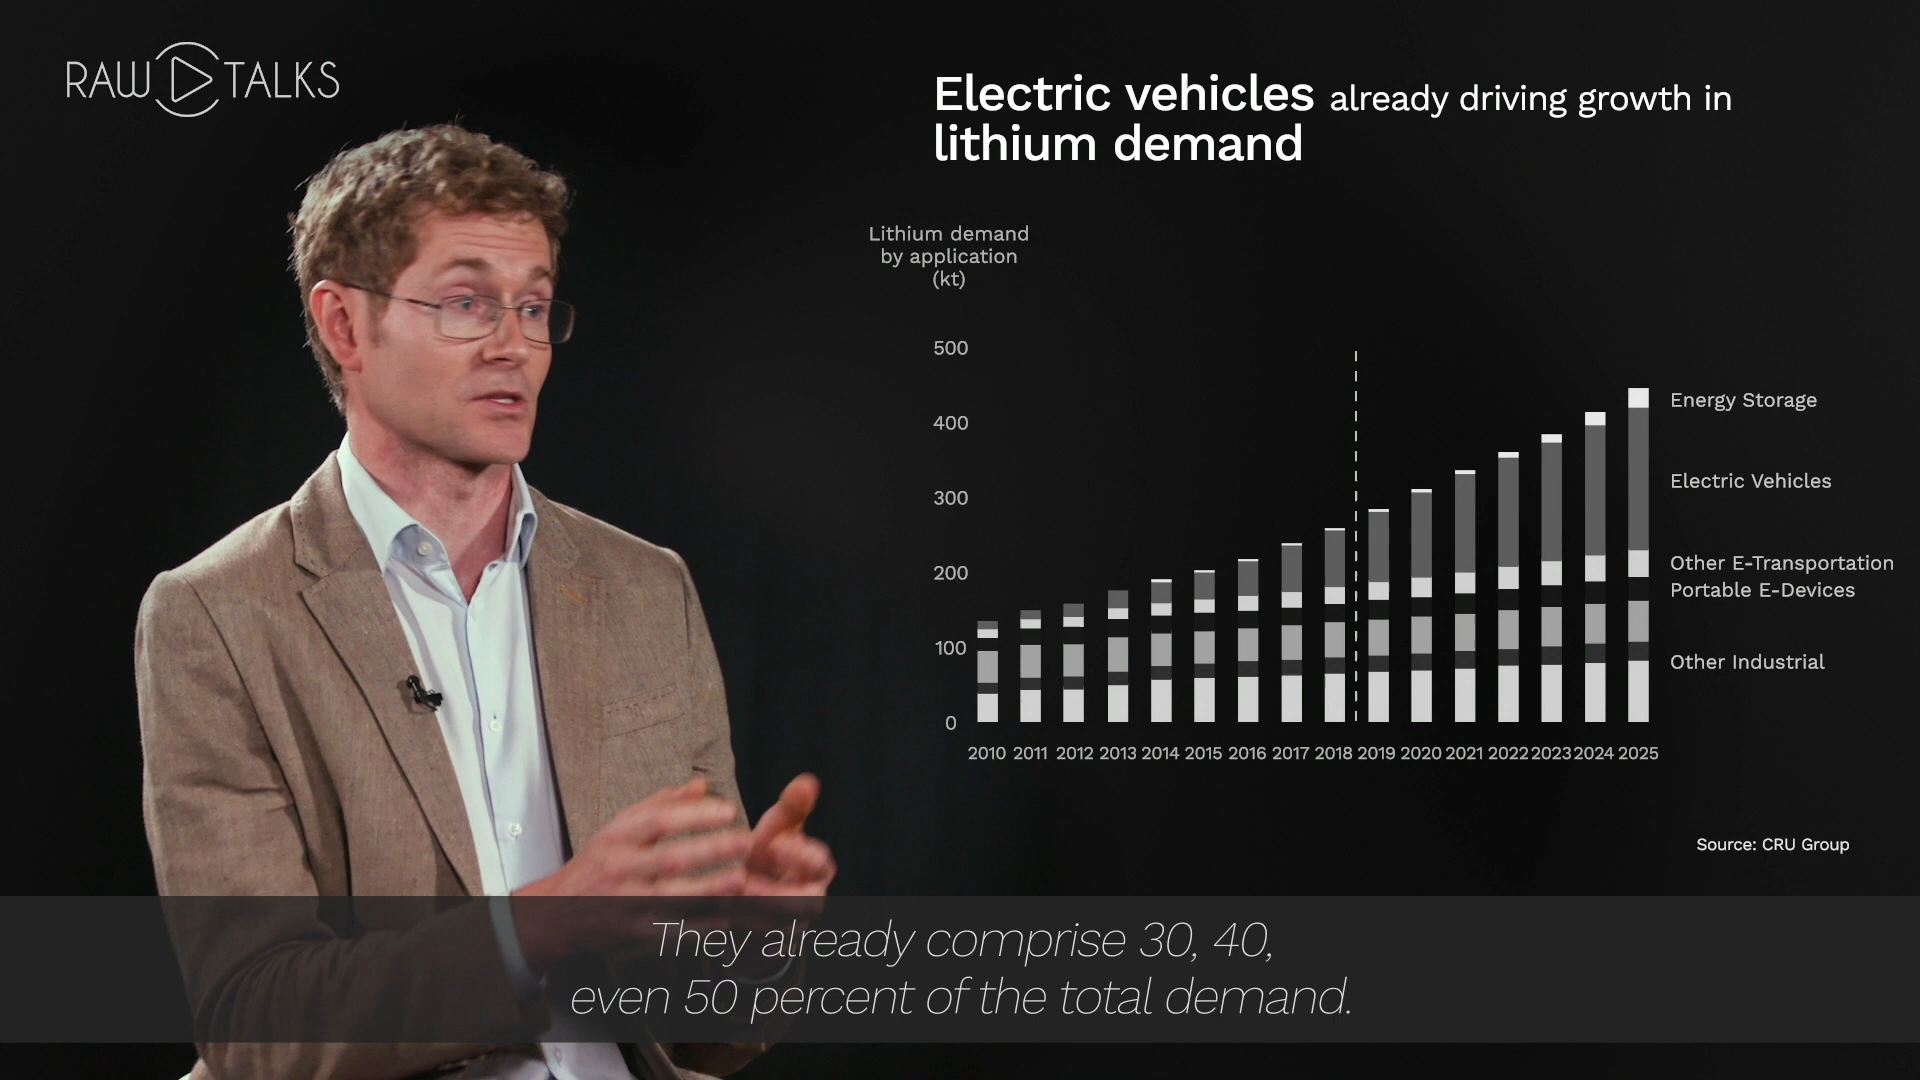 RAW TALKS
Electric vehicles already driving growth in
lithium demand
Lithium demand
by application
(kt)
500
400
300
200
100
0
2010 2011 2012 2013 2014 2015 2016 2017 2018 2019 2020 2021 2022 2023 2024 2025
Energy Storage
Electric Vehicles
Other E-Transportation
Portable E-Devices
Other Industrial
Source: CRU Group
They already comprise 30, 40,
even 50 percent of the total demand.